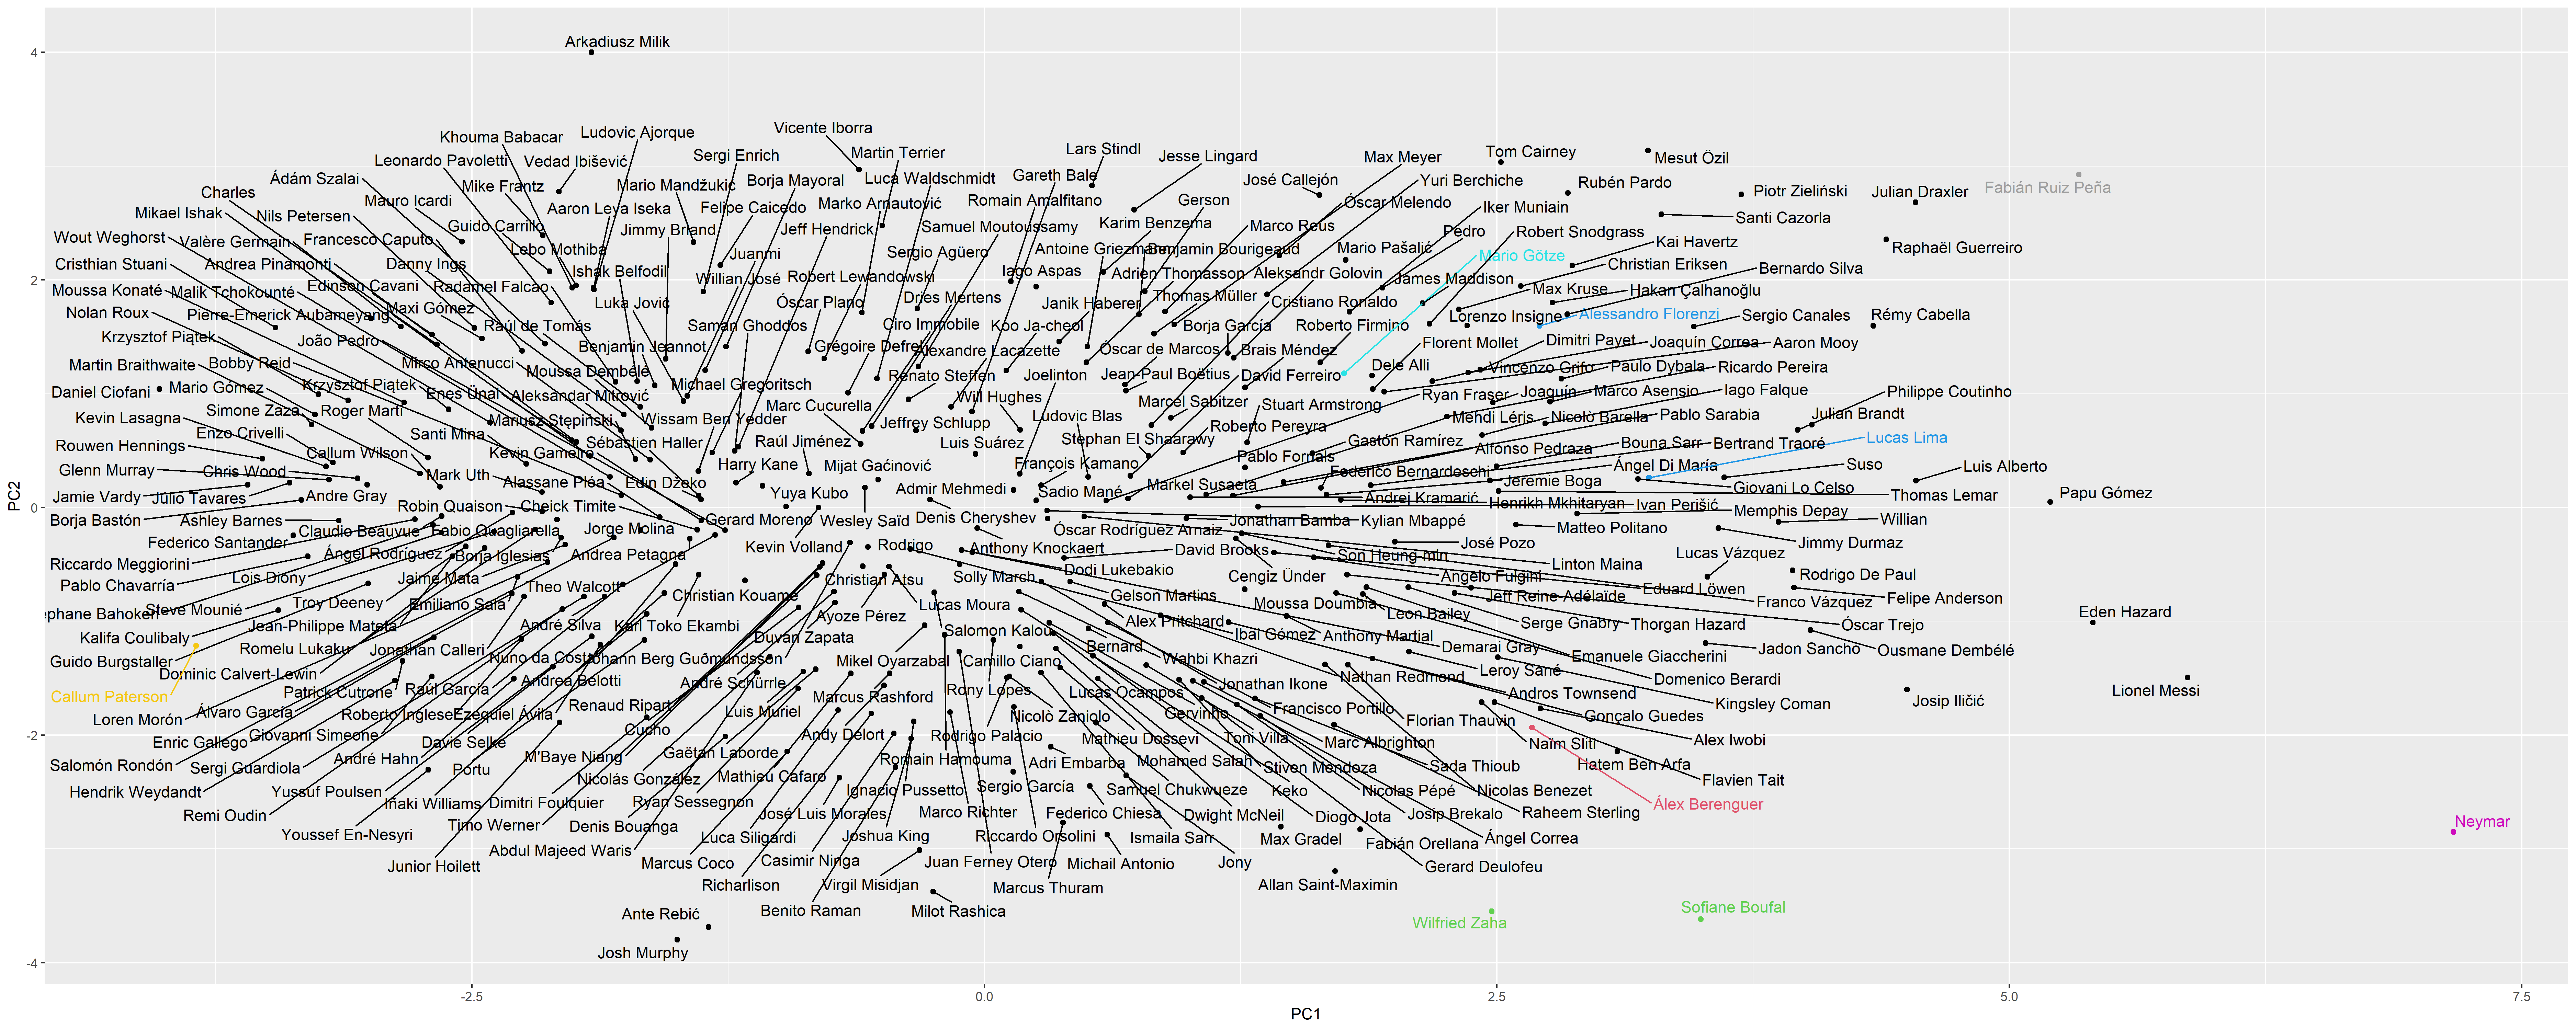 Arkadiusz Milik
Khouma Babacar
Ludovic Ajorque
Vicente Iborra
Leonardo Pavoletti
Vedad Ibišević
Sergi Enrich
Martin Terrier
Lars Stindl
Jesse Lingard
Max Meyer
Tom Cairney
Mesut Özil
Ádám Szalai
Mike Frantz
Mario Mandžukić
Borja Mayoral
Luca Waldschmidt
Gareth Bale
José Callejón
Yuri Berchiche
Rubén Pardo
Piotr Zieliński
Julian Draxler
Fabián Ruiz Peña
Charles
Mauro Icardi
Aaron Leya Iseka
Felipe Caicedo
Marko Arnautović
Romain Amalfitano
Gerson
Óscar Melendo
Iker Muniain
Santi Cazorla
Mikael Ishak
Nils Petersen
Guido Carrillo
Jimmy Briand
Jeff Hendrick
Samuel Moutoussamy
Karim Benzema
Marco Reus
Pedro
Robert Snodgrass
Wout Weghorst
Valère Germain
Francesco Caputo
Lebo Mothiba
Juanmi
Sergio Agüero
Antoine Griezmann
Benjamin Bourigeaud
Mario Pašalić
Mario Götze
Kai Havertz
Raphaël Guerreiro
Cristhian Stuani
Andrea Pinamonti
Danny Ings
Ishak Belfodil
Willian José
Robert Lewandowski
Iago Aspas
Adrien Thomasson
Aleksandr Golovin
James Maddison
Christian Eriksen
Bernardo Silva
Moussa Konaté
Malik Tchokounté
Edinson Cavani
Radamel Falcao
Luka Jović
Óscar Plano
Dries Mertens
Janik Haberer
Thomas Müller
Cristiano Ronaldo
Max Kruse
Hakan Çalhanoğlu
Nolan Roux
Pierre-Emerick Aubameyang
Maxi Gómez
Raúl de Tomás
Saman Ghoddos
Ciro Immobile
Koo Ja-cheol
Borja García
Roberto Firmino
Lorenzo Insigne
Alessandro Florenzi
Sergio Canales
Rémy Cabella
Krzysztof Piątek
João Pedro
Benjamin Jeannot
Grégoire Defrel
Alexandre Lacazette
Óscar de Marcos
Brais Méndez
Florent Mollet
Dimitri Payet
Joaquín Correa
Aaron Mooy
Martin Braithwaite
Bobby Reid
Mirco Antenucci
Moussa Dembélé
Michael Gregoritsch
Renato Steffen
Joelinton
Jean-Paul Boëtius
David Ferreiro
Dele Alli
Vincenzo Grifo
Paulo Dybala
Ricardo Pereira
Daniel Ciofani
Mario Gómez
Krzysztof Piątek
Enes Ünal
Aleksandar Mitrović
Marc Cucurella
Will Hughes
Marcel Sabitzer
Stuart Armstrong
Ryan Fraser
Joaquín
Marco Asensio
Iago Falque
Philippe Coutinho
Kevin Lasagna
Simone Zaza
Roger Martí
Mariusz Stępiński
Wissam Ben Yedder
Jeffrey Schlupp
Ludovic Blas
Roberto Pereyra
Mehdi Léris
Nicolò Barella
Pablo Sarabia
Julian Brandt
Enzo Crivelli
Santi Mina
Sébastien Haller
Raúl Jiménez
Luis Suárez
Stephan El Shaarawy
Gastón Ramírez
Bouna Sarr
Bertrand Traoré
Lucas Lima
Rouwen Hennings
Callum Wilson
Kevin Gameiro
Harry Kane
Mijat Gaćinović
François Kamano
Pablo Fornals
Alfonso Pedraza
Glenn Murray
Chris Wood
Mark Uth
Alassane Pléa
Edin Džeko
Yuya Kubo
Admir Mehmedi
Sadio Mané
Markel Susaeta
Federico Bernardeschi
Jeremie Boga
Ángel Di María
Suso
Luis Alberto
Giovani Lo Celso
Jamie Vardy
Júlio Tavares
Andre Gray
Robin Quaison
Cheick Timite
Andrej Kramarić
Henrikh Mkhitaryan
Ivan Perišić
Thomas Lemar
Papu Gómez
2
Borja Bastón
Ashley Barnes
Claudio Beauvue
Fabio Quagliarella
Jorge Molina
Gerard Moreno
Wesley Saïd
Denis Cheryshev
Óscar Rodríguez Arnaiz
Jonathan Bamba
Kylian Mbappé
Matteo Politano
Memphis Depay
Willian
Federico Santander
Ángel Rodríguez
Borja Iglesias
Andrea Petagna
Kevin Volland
Rodrigo
Anthony Knockaert
David Brooks
Son Heung-min
José Pozo
Lucas Vázquez
Jimmy Durmaz
Riccardo Meggiorini
Pablo Chavarría
Lois Diony
Jaime Mata
Theo Walcott
Christian Kouamé
Christian Atsu
Solly March
Dodi Lukebakio
Cengiz Ünder
Angelo Fulgini
Linton Maina
Rodrigo De Paul
ephane Bahoken
Steve Mounié
Troy Deeney
Emiliano Sala
Karl Toko Ekambi
Ayoze Pérez
Lucas Moura
Gelson Martins
Moussa Doumbia
Leon Bailey
Jeff Reine-Adélaïde
Eduard Löwen
Franco Vázquez
Felipe Anderson
Eden Hazard
Kalifa Coulibaly
Jean-Philippe Mateta
André Silva
Duván Zapata
Salomon Kalou
Alex Pritchard
Ibai Gómez
Anthony Martial
Serge Gnabry
Thorgan Hazard
Óscar Trejo
Guido Burgstaller
Romelu Lukaku
Jonathan Calleri
Nuno da Costa
Jóhann Berg Guðmundsson
Mikel Oyarzabal
Camillo Ciano
Bernard
Wahbi Khazri
Demarai Gray
Emanuele Giaccherini
Jadon Sancho
Ousmane Dembélé
Callum Paterson
Dominic Calvert-Lewin
Patrick Cutrone
Raúl García
Andrea Belotti
André Schürrle
Marcus Rashford
Rony Lopes
Lucas Ocampos
Jonathan Ikone
Nathan Redmond
Leroy Sané
Domenico Berardi
Lionel Messi
Loren Morón
Álvaro García
Roberto Inglese
Ezequiel Ávila
Renaud Ripart
Luis Muriel
Nicolò Zaniolo
Gervinho
Francisco Portillo
Andros Townsend
Kingsley Coman
Josip Iličić
Enric Gallego
Giovanni Simeone
Davie Selke
Cucho
Andy Delort
Rodrigo Palacio
Mathieu Dossevi
Toni Villa
Marc Albrighton
Florian Thauvin
Gonçalo Guedes
Naïm Sliti
Alex Iwobi
Salomón Rondón
Sergi Guardiola
André Hahn
Portu
M'Baye Niang
Gaëtan Laborde
Romain Hamouma
Adri Embarba
Mohamed Salah
Stiven Mendoza
Sada Thioub
Hatem Ben Arfa
Flavien Tait
Hendrik Weydandt
Yussuf Poulsen
Iñaki Williams
Nicolás González
Mathieu Cafaro
Ignacio Pussetto
Sergio García
Samuel Chukwueze
Keko
Nicolas Pépé
Nicolas Benezet
Álex Berenguer
Remi Oudin
Dimitri Foulquier
Ryan Sessegnon
José Luis Morales
Marco Richter
Federico Chiesa
Dwight McNeil
Diogo Jota
Josip Brekalo
Raheem Sterling
Neymar
Youssef En-Nesyri
Timo Werner
Denis Bouanga
Luca Siligardi
Joshua King
Riccardo Orsolini
Ismaila Sarr
Max Gradel
Fabián Orellana
Ángel Correa
Junior Hoilett
Abdul Majeed Waris
Marcus Coco
Casimir Ninga
Juan Ferney Otero
Michail Antonio
Jony
Gerard Deulofeu
Richarlison
Virgil Misidjan
Marcus Thuram
Allan Saint-Maximin
Ante Rebić
Benito Raman
Milot Rashica
Wilfried Zaha
Sofiane Boufal
Josh Murphy
4
2
0
-2
-4
PC2
-2.5
0.0
2.5
5.0
7.5
PC1